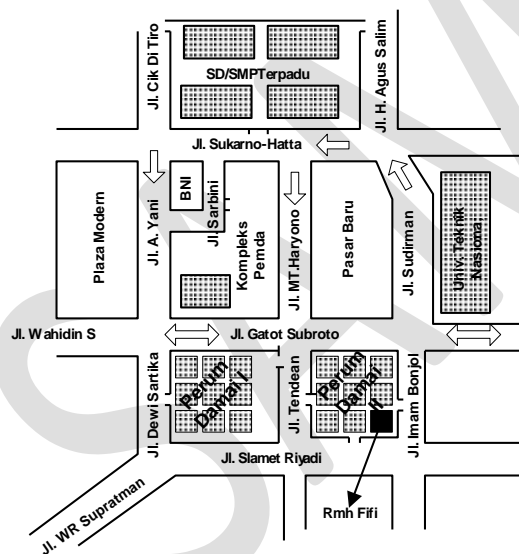 Jl. Cik Di Tiro
SD/SMPTerpadu
Jl. H. Agus Salim
Jl. Sukarno-Hatta
Plaza Modern
Jl. A. Yani
BNI
Jl. Sarbini
Kompleks
Pemda
Jl. MT.Haryono
Pasar Baru
Jl. Sudirman
Univ. Teknik
Nasional
Jl. Wahidin S
Jl. Gatot Subroto
Jl. Dewi Sartika
Perum
Damai I
Jl. Tendean
Perum
Damai II
Jl. Imam Bonjol
Jl. Slamet Riyadi
Jl. WR Supratman
Rmh Fifi